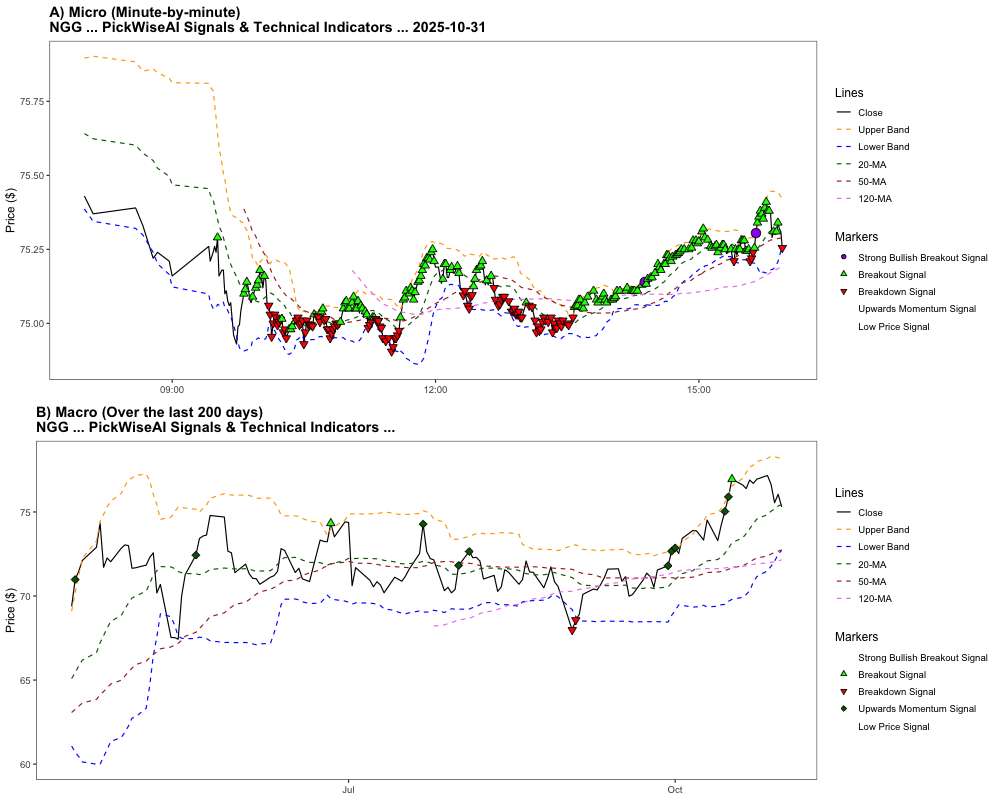 A) Micro (Minute-by-minute)
NGG ... PickWiseAI Signals & Technical Indicators ... 2025-10-31
Price ($)
75.75
75.50
75.25
75.00
09:00
12:00
15:00
Lines
Close
Upper Band
Lower Band
20-MA
50-MA
120-MA
Markers
Strong Bullish Breakout Signal
Breakout Signal
Breakdown Signal
Upwards Momentum Signal
Low Price Signal
B) Macro (Over the last 200 days)
NGG ... PickWiseAI Signals & Technical Indicators ...
Price ($)
75
70
65
60
Jul
Oct
Lines
Close
Upper Band
Lower Band
20-MA
50-MA
120-MA
Markers
Strong Bullish Breakout Signal
Breakout Signal
Breakdown Signal
Upwards Momentum Signal
Low Price Signal